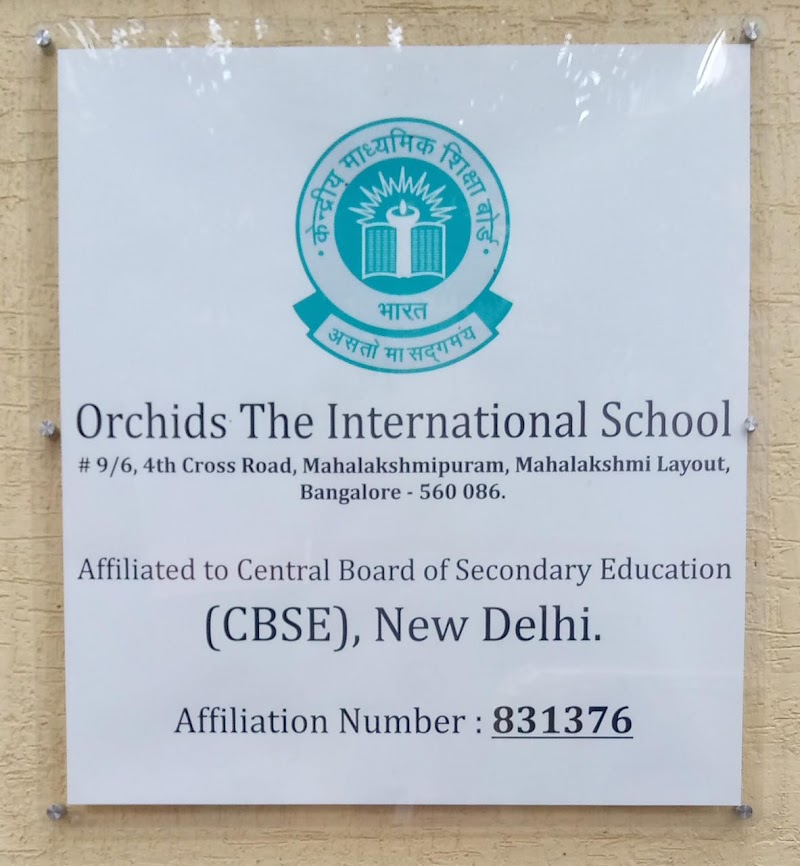 केन्द्रीय माध्यमिक शिक्षा बोर्ड
भारत
असतो मा सद्गमय
Orchids The International School
# 9/6, 4th Cross Road, Mahalakshmipuram, Mahalakshmi Layout,
Bangalore - 560 086.
Affiliated to Central Board of Secondary Education
(CBSE), New Delhi.
Affiliation Number : 831376